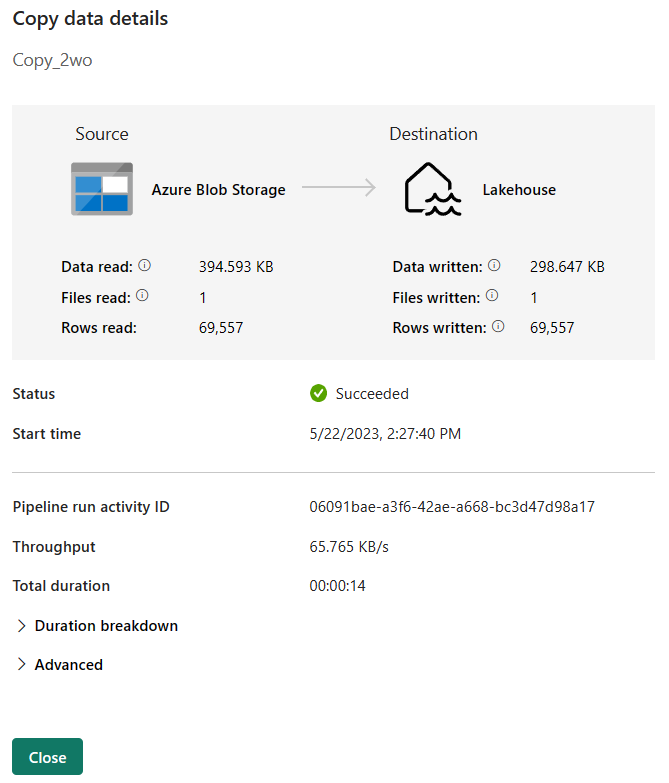 Copy data details
Copy_2wo
Source
Destination
Azure Blob Storage
Lakehouse
Data read: 394.593 KB
Data written: 298.647 KB
Files read: 1
Files written: 1
Rows read: 69,557
Rows written: 69,557
Status Succeeded
Start time 5/22/2023, 2:27:40 PM
Pipeline run activity ID 06091bae-a3f6-42ae-a668-bc3d47d98a17
Throughput 65.765 KB/s
Total duration 00:00:14
Duration breakdown
Advanced
Close